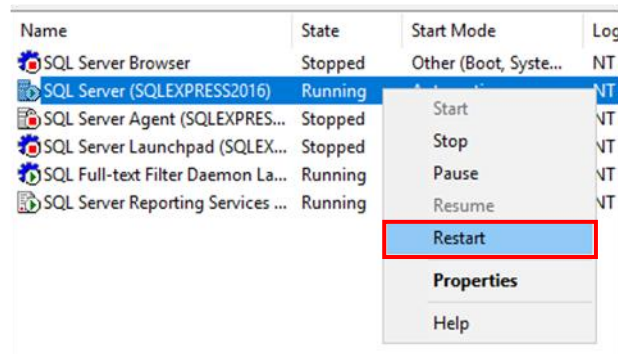 Name State Start Mode Log
SQL Server Browser Stopped Other (Boot, Syste... NT
SQL Server (SQLEXPRESS2016) Running NT
SQL Server Agent (SQLEXPRES... Stopped NT
SQL Server Launchpad (SQLEX... Stopped NT
SQL Full-text Filter Daemon La... Running NT
SQL Server Reporting Services ... Running NT
Start
Stop
Pause
Resume
Restart
Properties
Help